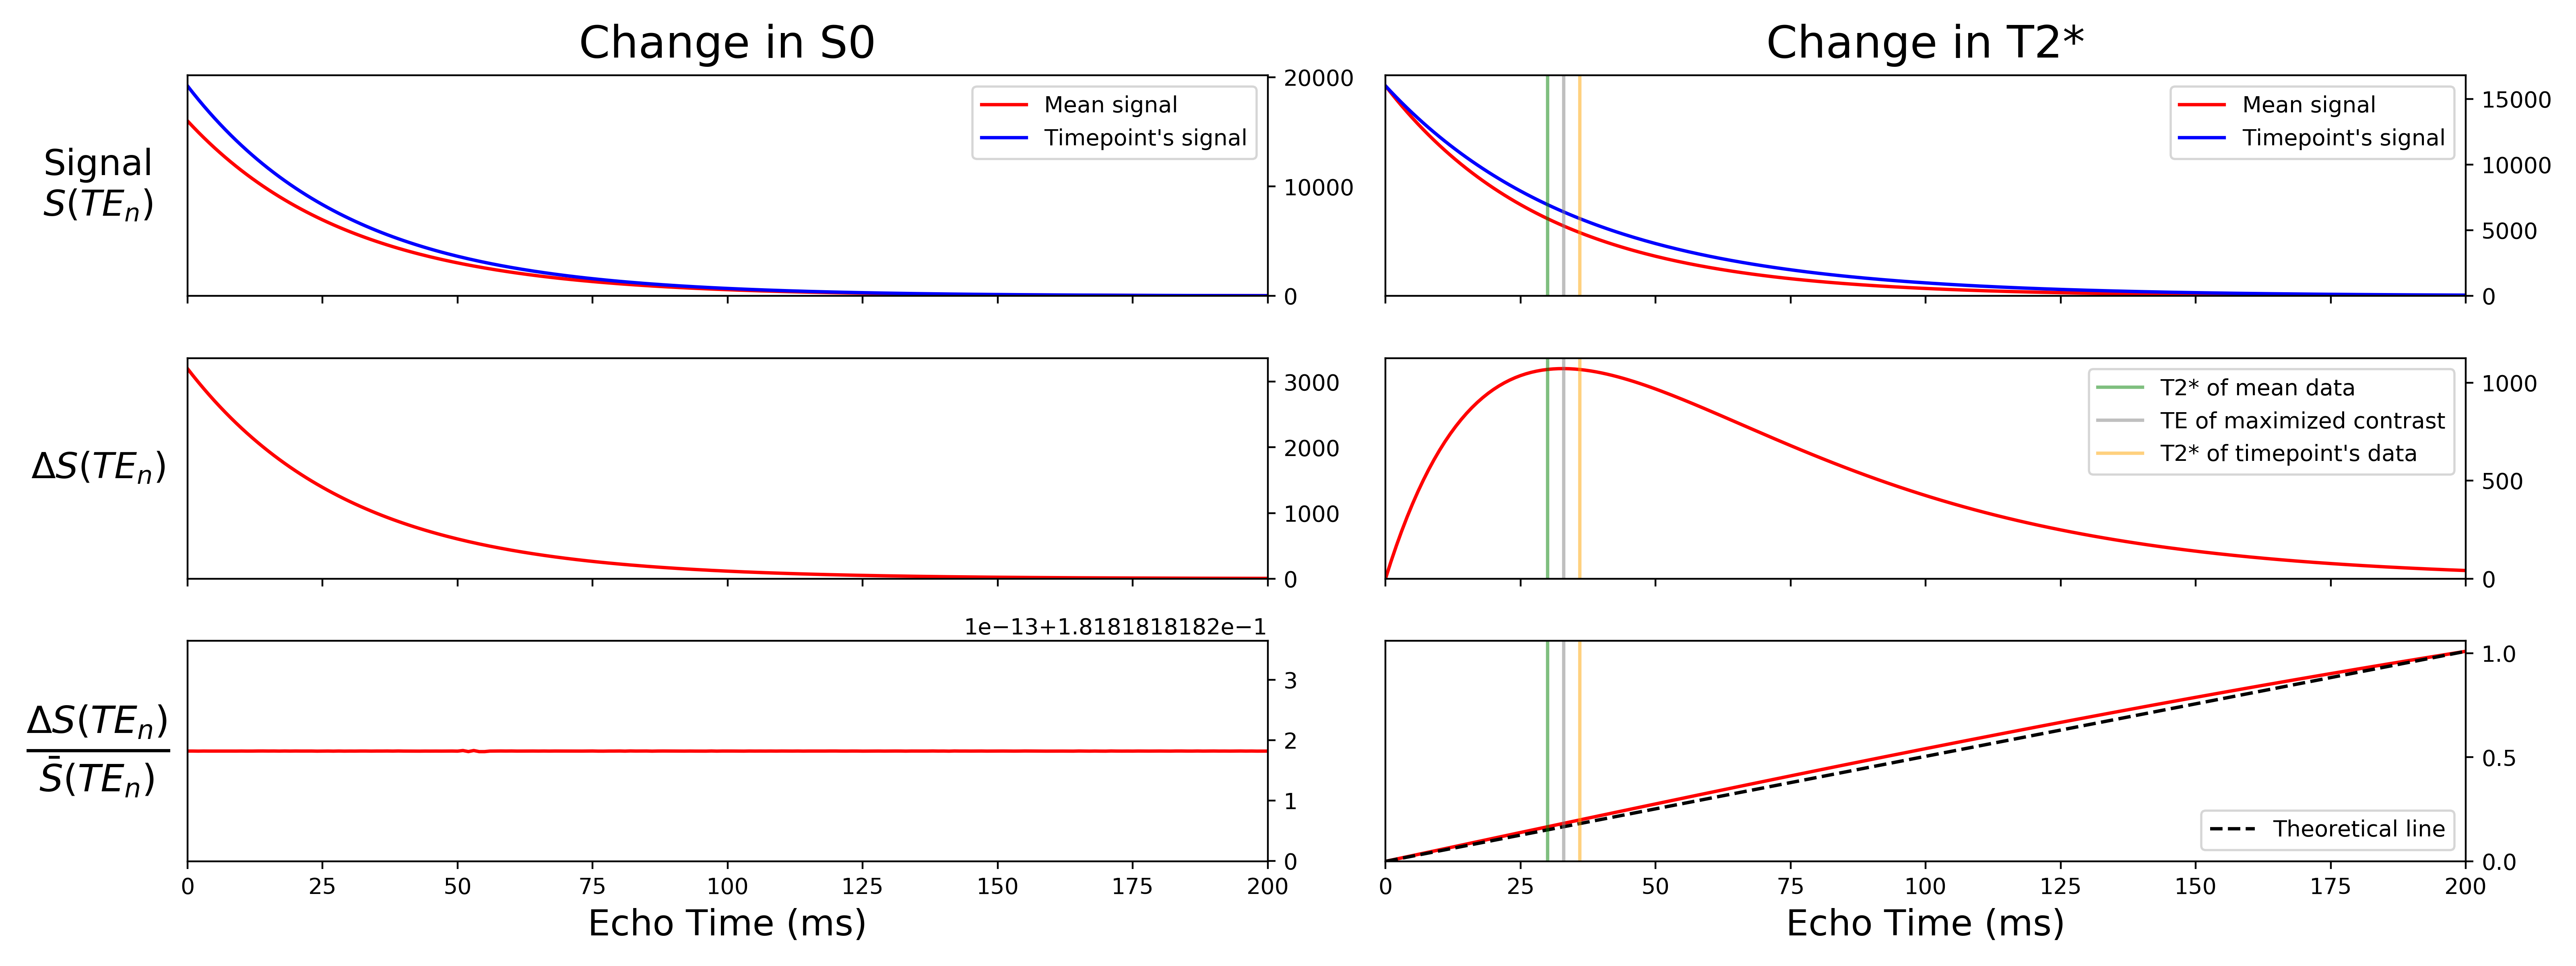 Change in S0
Change in T2*
Signal
S(TEₙ)
Mean signal
Timepoint's signal
20000
10000
0
Mean signal
Timepoint's signal
15000
10000
5000
0
ΔS(TEₙ)
3000
2000
1000
0
T2* of mean data
TE of maximized contrast
T2* of timepoint's data
1000
500
0
1e−13+1.8181818182e−1
ΔS(TEₙ)
S̄(TEₙ)
3
2
1
0
0 25 50 75 100 125 150 175 200
Echo Time (ms)
Theoretical line
1.0
0.5
0.0
0 25 50 75 100 125 150 175 200
Echo Time (ms)